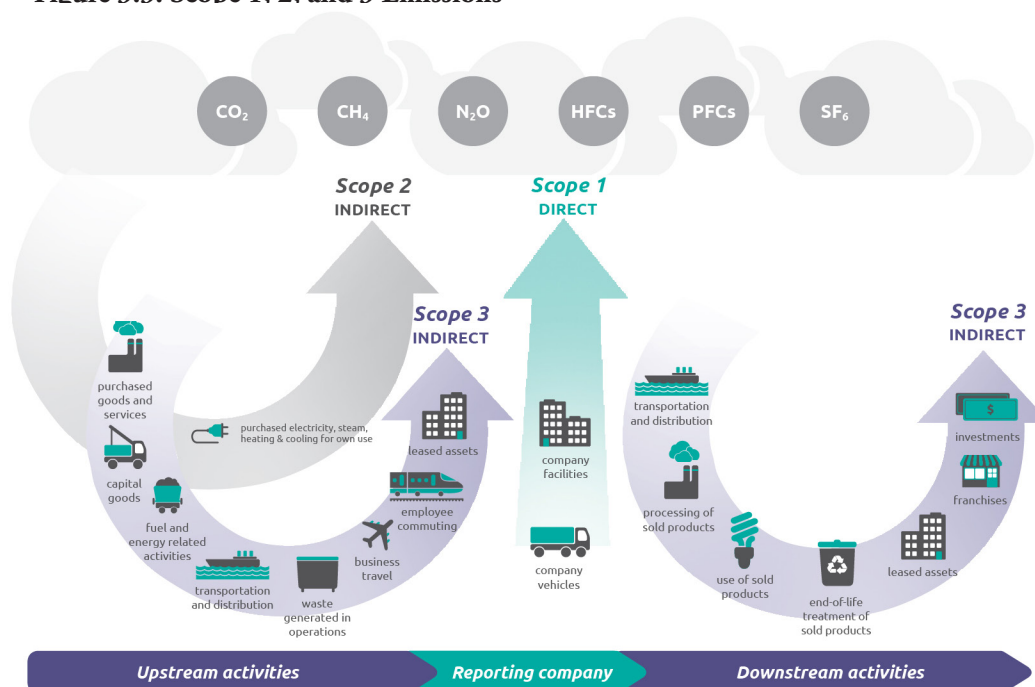 Figure 5.5. Scope 1, 2, and 3 Emissions
CO₂
CH₄
N₂O
HFCs
PFCs
SF₆
Scope 2
INDIRECT
Scope 1
DIRECT
Scope 3
INDIRECT
Scope 3
INDIRECT
purchased
goods and
services
capital
goods
fuel and
energy related
activities
transportation
and distribution
waste
generated in
operations
business
travel
employee
commuting
leased assets
purchased electricity, steam,
heating & cooling for own use
company
facilities
company
vehicles
transportation
and distribution
processing of
sold products
use of sold
products
end-of-life
treatment of
sold products
leased assets
franchises
$
investments
Upstream activities
Reporting company
Downstream activities